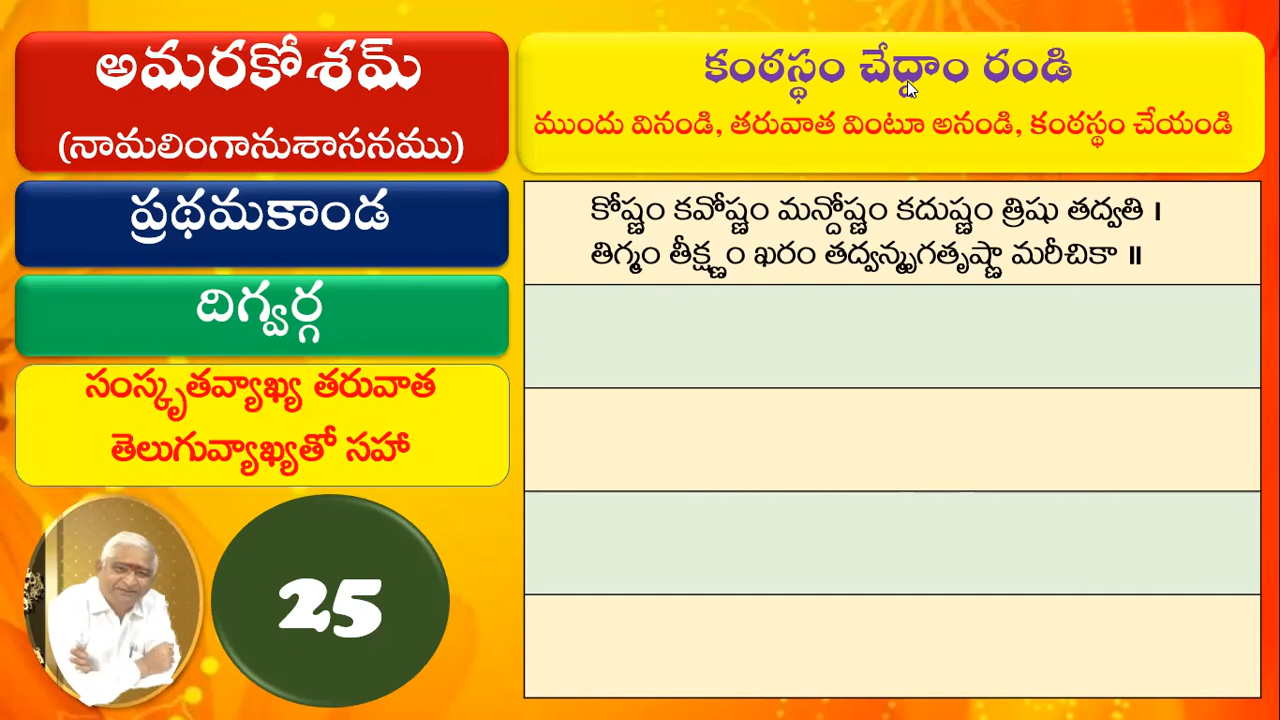 అమరకోశమ్
(నామలింగానుశాసనము)
ప్రథమకాండ
దిగ్వర్గ
సంస్కృతవ్యాఖ్య తరువాత
తెలుగువ్యాఖ్యతో సహా
25
కంఠస్థం చేద్దాం రండి
ముందు వినండి, తరువాత వింటూ అనండి, కంఠస్థం చేయండి
కోష్ణం కవోష్ణం మన్దోష్ణం కదుష్ణం త్రిషు తద్వతి ।
తిగ్మం తీక్ష్ణం ఖరం తద్వన్మృగతృష్ణా మరీచికా ॥